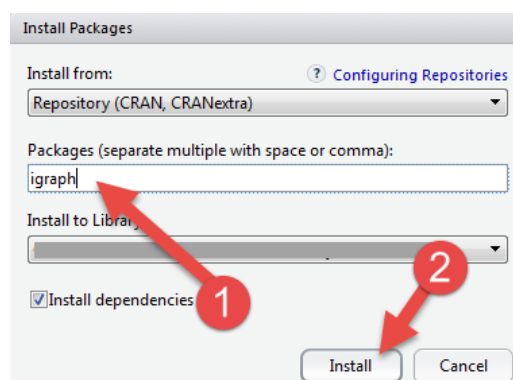 Install Packages
Install from:
? Configuring Repositories
Repository (CRAN, CRANextra)
Packages (separate multiple with space or comma):
igraph
Install to Library
1
2
Install dependencies
Install Cancel